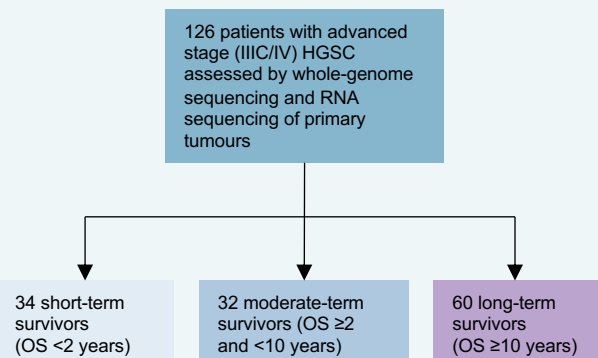 126 patients with advanced
stage (IIIC/IV) HGSC
assessed by whole-genome
sequencing and RNA
sequencing of primary
tumours
34 short-term
survivors
(OS <2 years)
32 moderate-term
survivors (OS ≥2
and <10 years)
60 long-term
survivors
(OS ≥10 years)